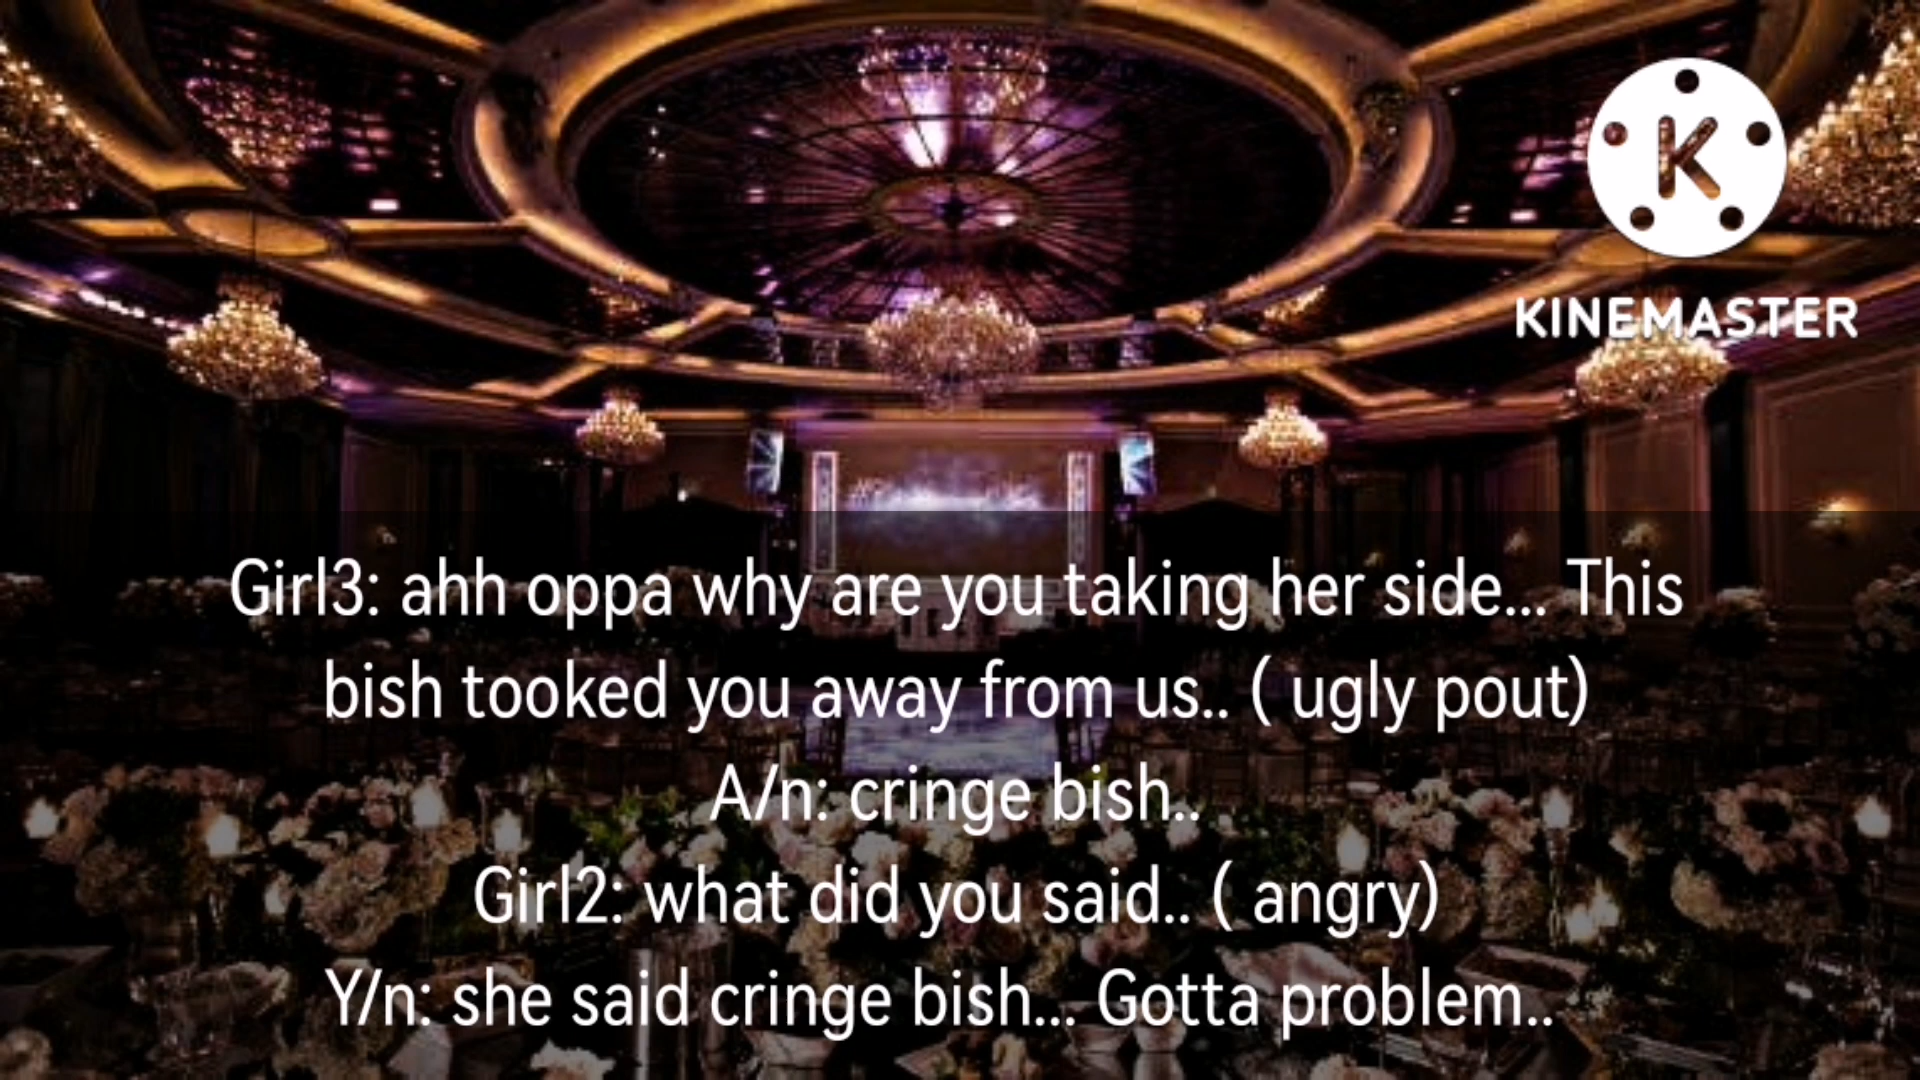 K
KINEMASTER
Girl3: ahh oppa why are you taking her side... This
bish tooked you away from us.. ( ugly pout)
A/n: cringe bish..
Girl2: what did you said.. ( angry)
Y/n: she said cringe bish... Gotta problem..